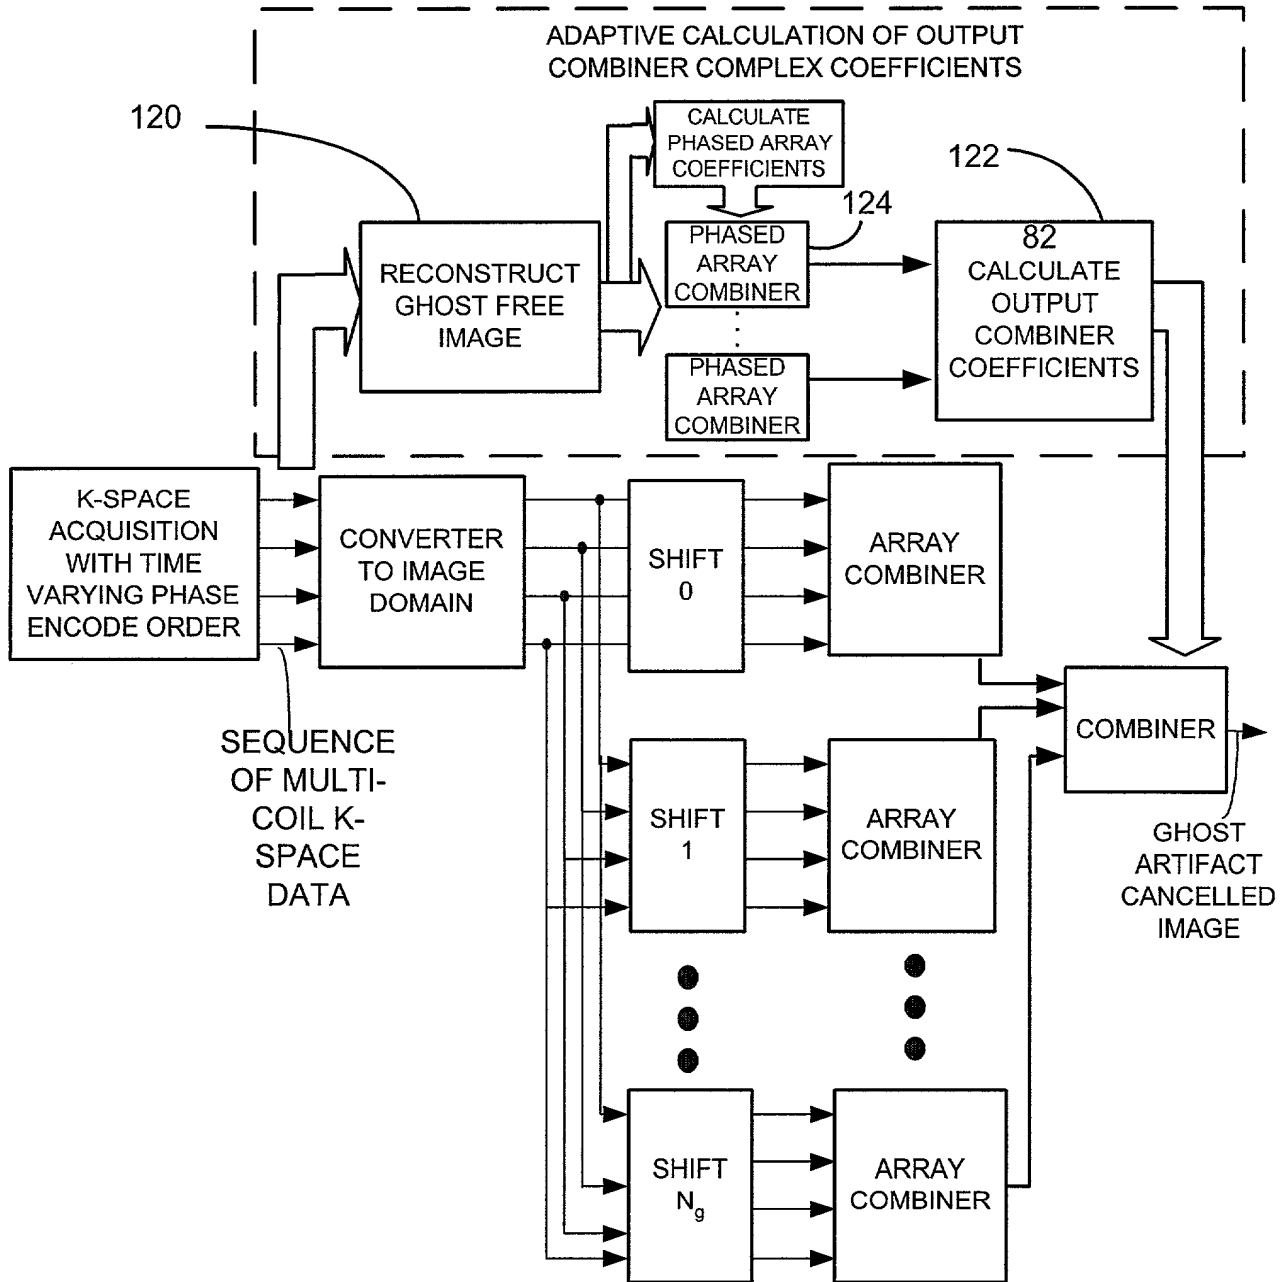 ADAPTIVE CALCULATION OF OUTPUT
COMBINER COMPLEX COEFFICIENTS
120
CALCULATE
PHASED ARRAY
COEFFICIENTS
124
122
RECONSTRUCT
GHOST FREE
IMAGE
PHASED
ARRAY
COMBINER
PHASED
ARRAY
COMBINER
82
CALCULATE
OUTPUT
COMBINER
COEFFICIENTS
K-SPACE
ACQUISITION
WITH TIME
VARYING PHASE
ENCODE ORDER
CONVERTER
TO IMAGE
DOMAIN
SHIFT
0
ARRAY
COMBINER
SEQUENCE
OF MULTI-
COIL K-
SPACE
DATA
SHIFT
1
ARRAY
COMBINER
COMBINER
GHOST
ARTIFACT
CANCELLED
IMAGE
SHIFT
Ng
ARRAY
COMBINER